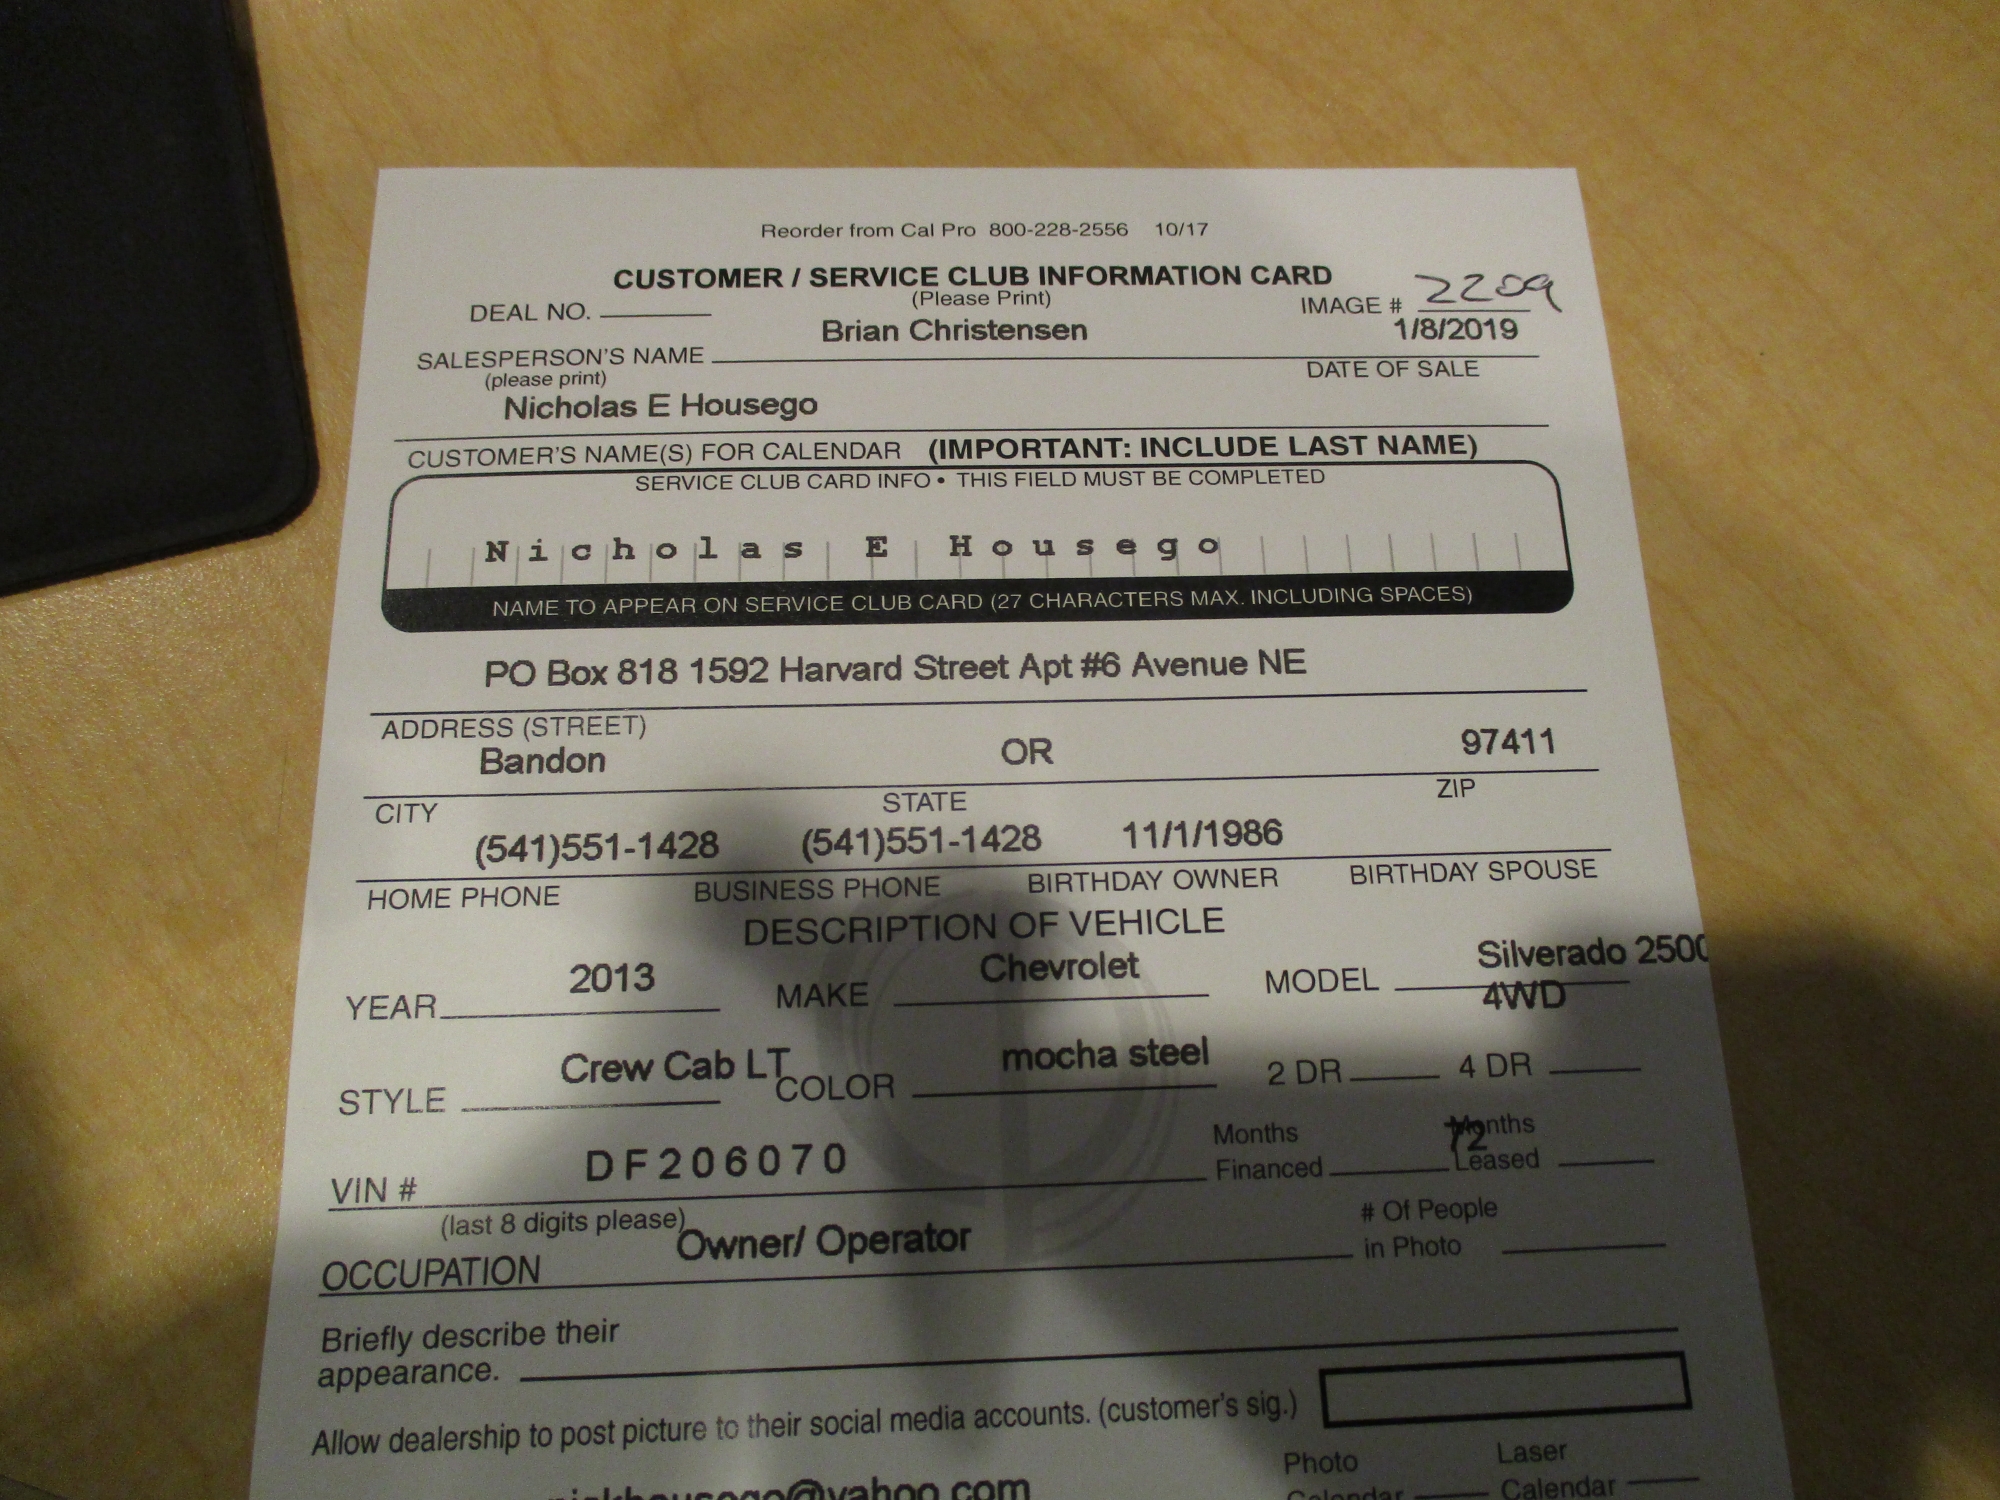 Reorder from Cal Pro 800-228-2556 10/17
CUSTOMER / SERVICE CLUB INFORMATION CARD
(Please Print)
DEAL NO. IMAGE # 2209
Brian Christensen 1/8/2019
SALESPERSON'S NAME DATE OF SALE
(please print)
Nicholas E Housego
CUSTOMER'S NAME(S) FOR CALENDAR (IMPORTANT: INCLUDE LAST NAME)
SERVICE CLUB CARD INFO • THIS FIELD MUST BE COMPLETED
Nicholas E Housego
NAME TO APPEAR ON SERVICE CLUB CARD (27 CHARACTERS MAX. INCLUDING SPACES)
PO Box 818 1592 Harvard Street Apt #6 Avenue NE
ADDRESS (STREET)
Bandon OR 97411
CITY STATE ZIP
(541)551-1428 (541)551-1428 11/1/1986
HOME PHONE BUSINESS PHONE BIRTHDAY OWNER BIRTHDAY SPOUSE
DESCRIPTION OF VEHICLE
2013 Chevrolet Silverado 2500
YEAR MAKE MODEL
4WD
Crew Cab LT mocha steel
STYLE COLOR 2 DR 4 DR
DF206070 Months Months
72
VIN # Financed Leased
(last 8 digits please)
Owner/ Operator # Of People
OCCUPATION in Photo
Briefly describe their
appearance.
Allow dealership to post picture to their social media accounts. (customer's sig.)
Photo Laser
nickhousego@yahoo.com
Calendar Calendar